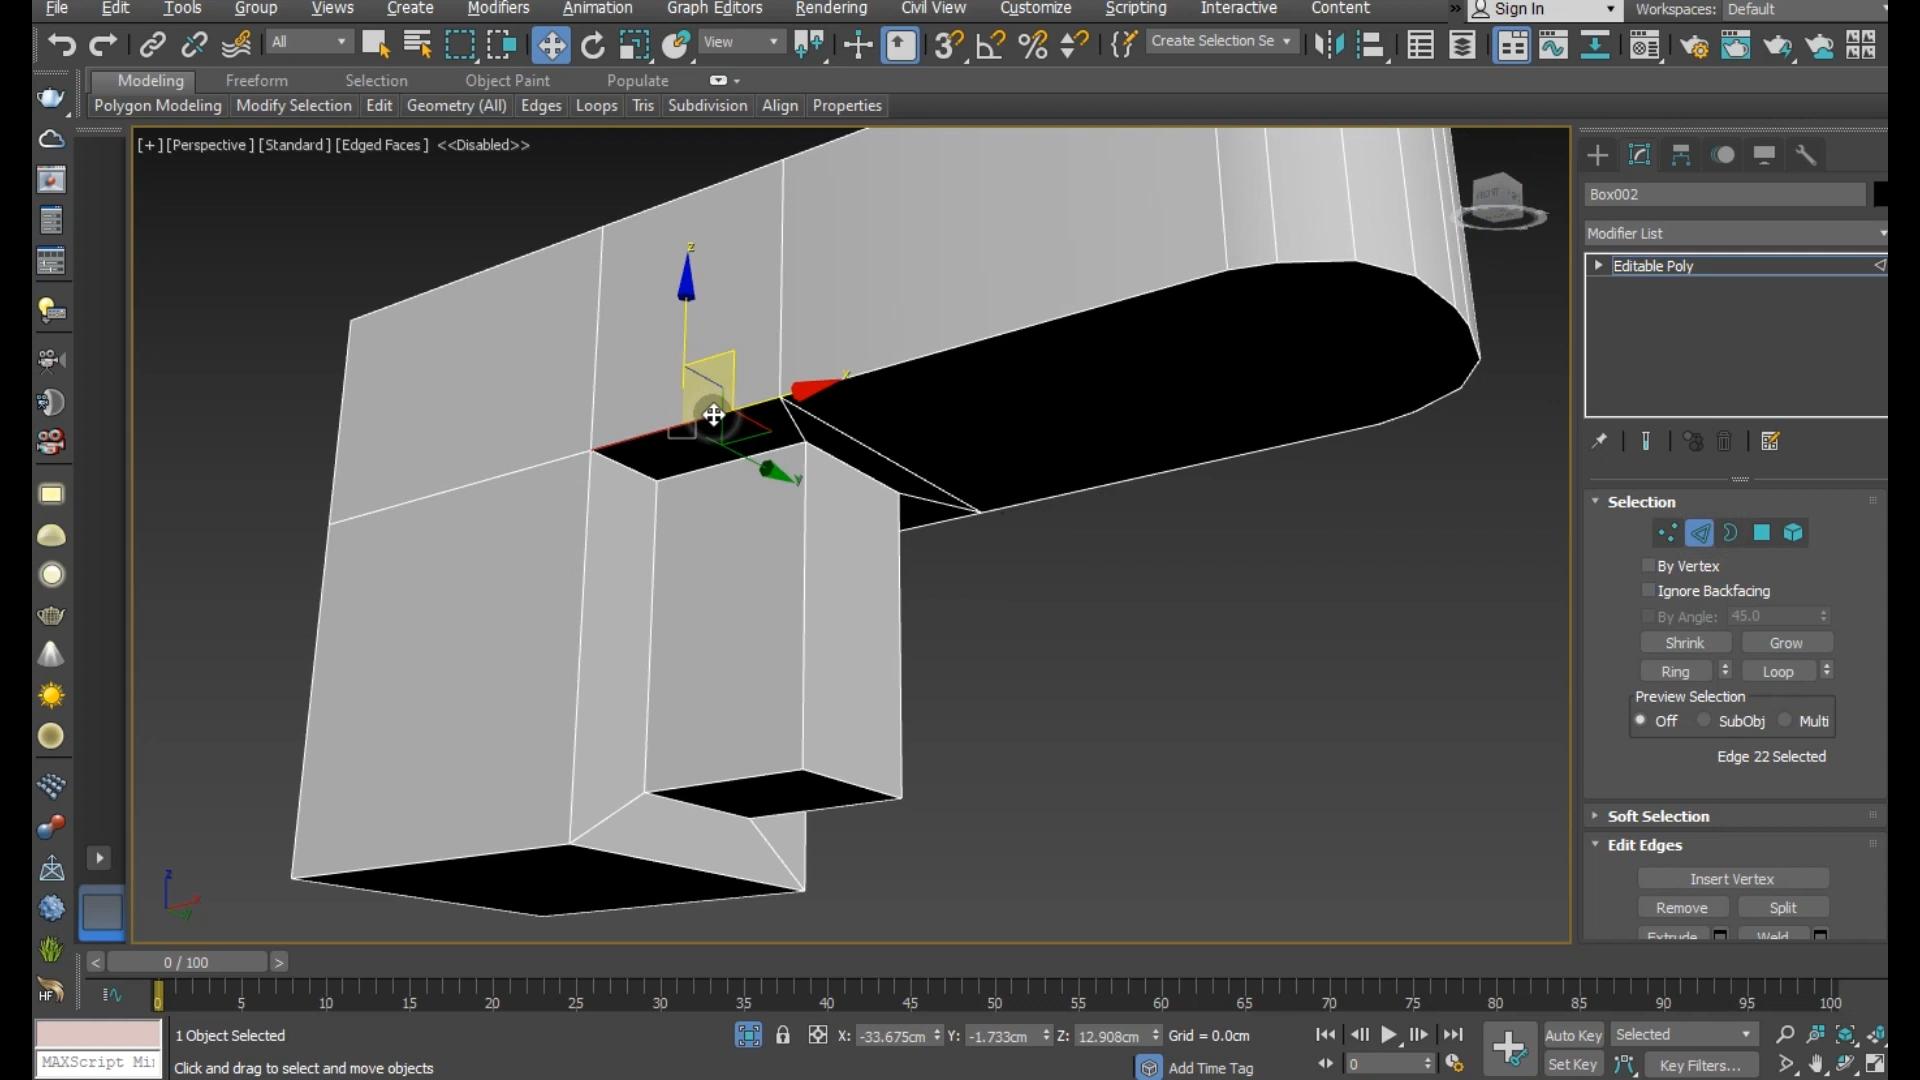 File Edit Tools Group Views Create Modifiers Animation Graph Editors Rendering Civil View Customize Scripting Interactive Content » Sign In Workspaces: Default
All View Create Selection Se
Modeling Freeform Selection Object Paint Populate
Polygon Modeling Modify Selection Edit Geometry (All) Edges Loops Tris Subdivision Align Properties
[+] [Perspective ] [Standard ] [Edged Faces ] <<Disabled>>
Box002
Modifier List
z
Editable Poly
x
y
Selection
By Vertex
Ignore Backfacing
By Angle: 45.0
Shrink Grow
Ring Loop
Preview Selection
Off SubObj Multi
Edge 22 Selected
Soft Selection
Edit Edges
z
Insert Vertex
x
y
Remove Split
Extrude Weld
< 0 / 100 >
HF
0 5 10 15 20 25 30 35 40 45 50 55 60 65 70 75 80 85 90 95 100
1 Object Selected X: -33.675cm Y: -1.733cm Z: 12.908cm Grid = 0.0cm Auto Key Selected
MAXScript Mi Click and drag to select and move objects Add Time Tag 0 Set Key Key Filters...